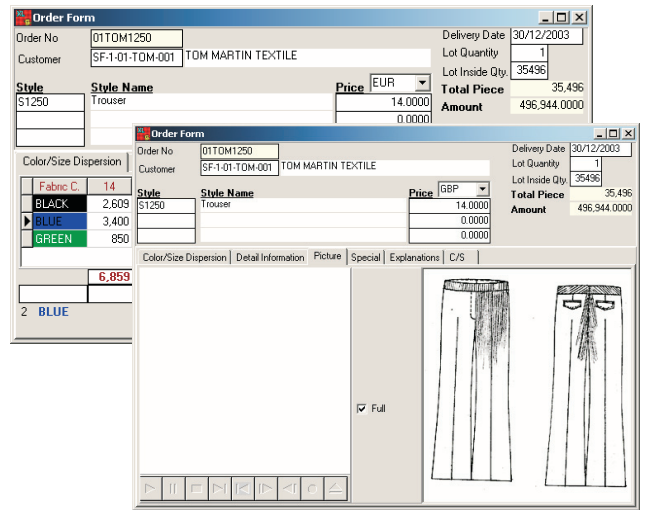 Order Form
Order No 01TOM1250 Delivery Date 30/12/2003
Customer SF-1-01-TOM-001 TOM MARTIN TEXTILE Lot Quantity 1
Lot Inside Qty. 35496
Style Style Name Price EUR Total Piece 35,496
S1250 Trouser 14.0000 Amount 496,944.0000
0.0000
Color/Size Dispersion
Fabric C. 14
BLACK 2,609
BLUE 3,400
GREEN 850
6,859
2 BLUE
Order Form
Order No 01TOM1250 Delivery Date 30/12/2003
Customer SF-1-01-TOM-001 TOM MARTIN TEXTILE Lot Quantity 1
Lot Inside Qty. 35496
Style Style Name Price GBP Total Piece 35,496
S1250 Trouser 14.0000 Amount 496,944.0000
0.0000
0.0000
Color/Size Dispersion Detail Information Picture Special Explanations C/S
Full